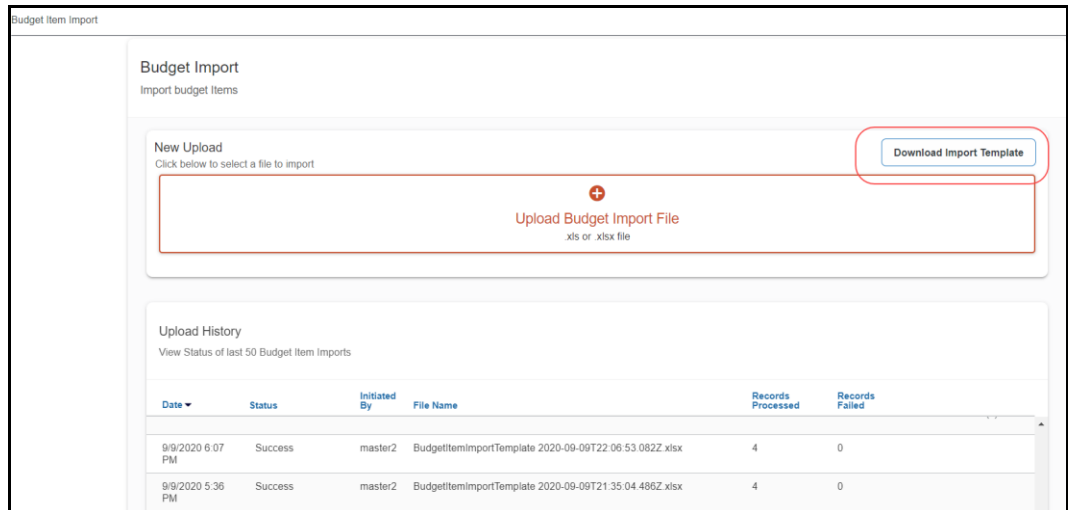 Budget Item Import
Budget Import
Import budget Items
New Upload
Click below to select a file to import
Download Import Template
Upload Budget Import File
.xls or .xlsx file
Upload History
View Status of last 50 Budget Item Imports
Date Status Initiated By File Name Records Processed Records Failed
9/9/2020 6:07 PM Success master2 BudgetItemImportTemplate 2020-09-09T22:06:53.082Z.xlsx 4 0
9/9/2020 5:36 PM Success master2 BudgetItemImportTemplate 2020-09-09T21:35:04.486Z.xlsx 4 0